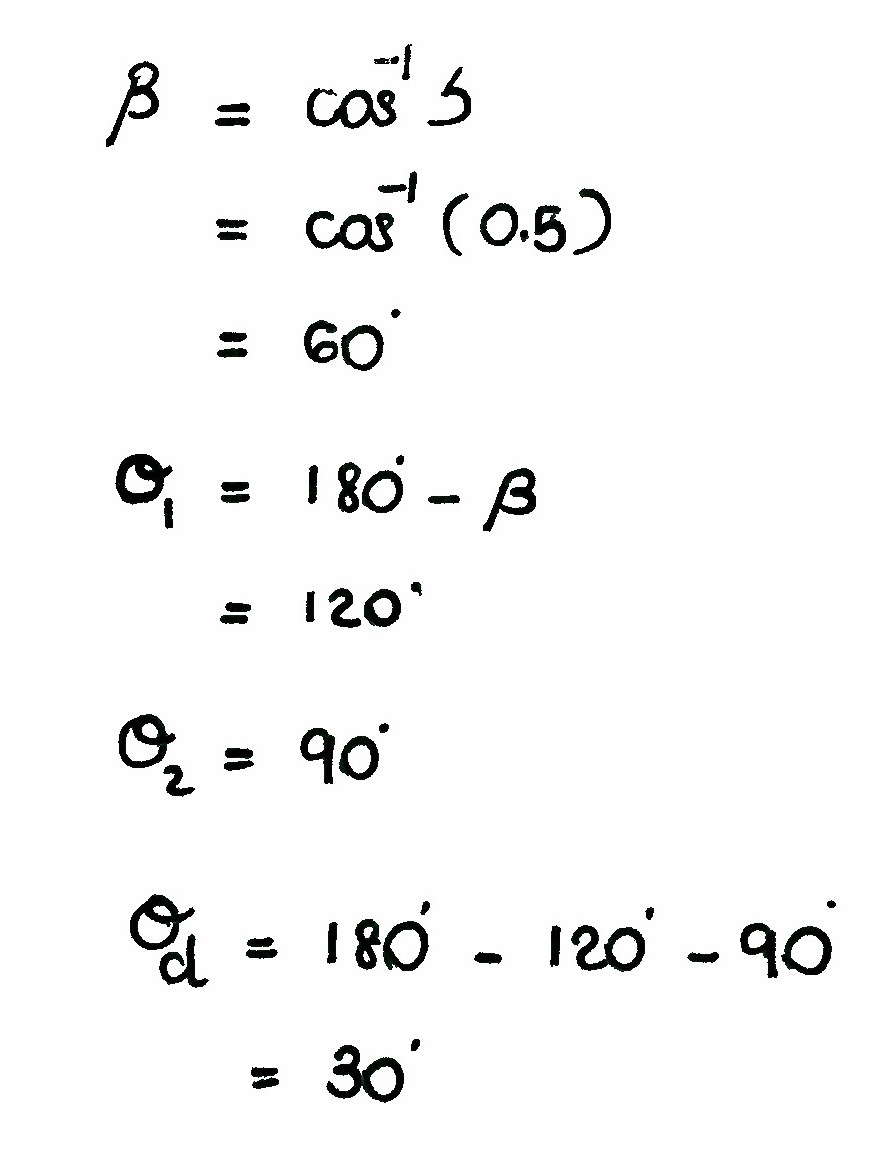 β = cos⁻¹ ζ
= cos⁻¹ (0.5)
= 60°
θ₁ = 180° - β
= 120°
θ₂ = 90°
θd = 180° - 120° - 90°
= 30°